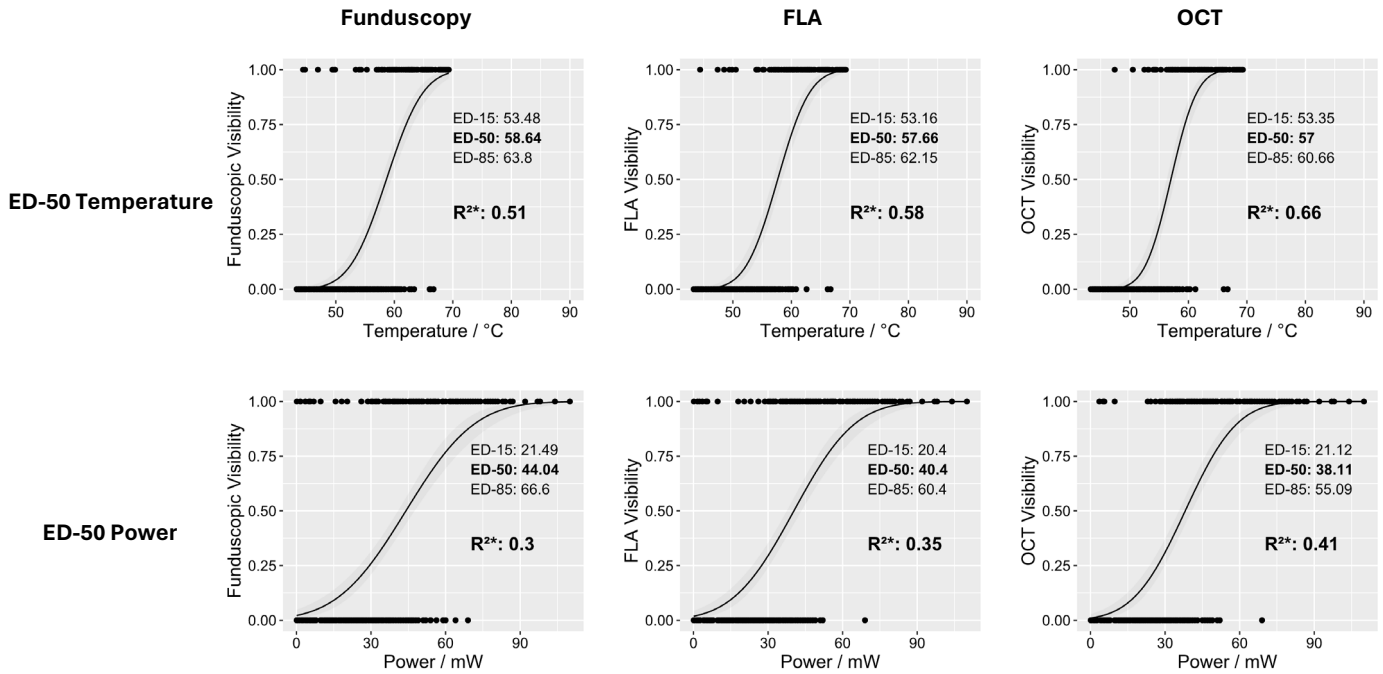 Funduscopy
FLA
OCT
ED-50 Temperature
Funduscopic Visibility
1.00
0.75
0.50
0.25
0.00
ED-15: 53.48
ED-50: 58.64
ED-85: 63.8
R²*: 0.51
50 60 70 80 90
Temperature / °C
FLA Visibility
1.00
0.75
0.50
0.25
0.00
ED-15: 53.16
ED-50: 57.66
ED-85: 62.15
R²*: 0.58
50 60 70 80 90
Temperature / °C
OCT Visibility
1.00
0.75
0.50
0.25
0.00
ED-15: 53.35
ED-50: 57
ED-85: 60.66
R²*: 0.66
50 60 70 80 90
Temperature / °C
ED-50 Power
Funduscopic Visibility
1.00
0.75
0.50
0.25
0.00
ED-15: 21.49
ED-50: 44.04
ED-85: 66.6
R²*: 0.3
0 30 60 90
Power / mW
FLA Visibility
1.00
0.75
0.50
0.25
0.00
ED-15: 20.4
ED-50: 40.4
ED-85: 60.4
R²*: 0.35
0 30 60 90
Power / mW
OCT Visibility
1.00
0.75
0.50
0.25
0.00
ED-15: 21.12
ED-50: 38.11
ED-85: 55.09
R²*: 0.41
0 30 60 90
Power / mW